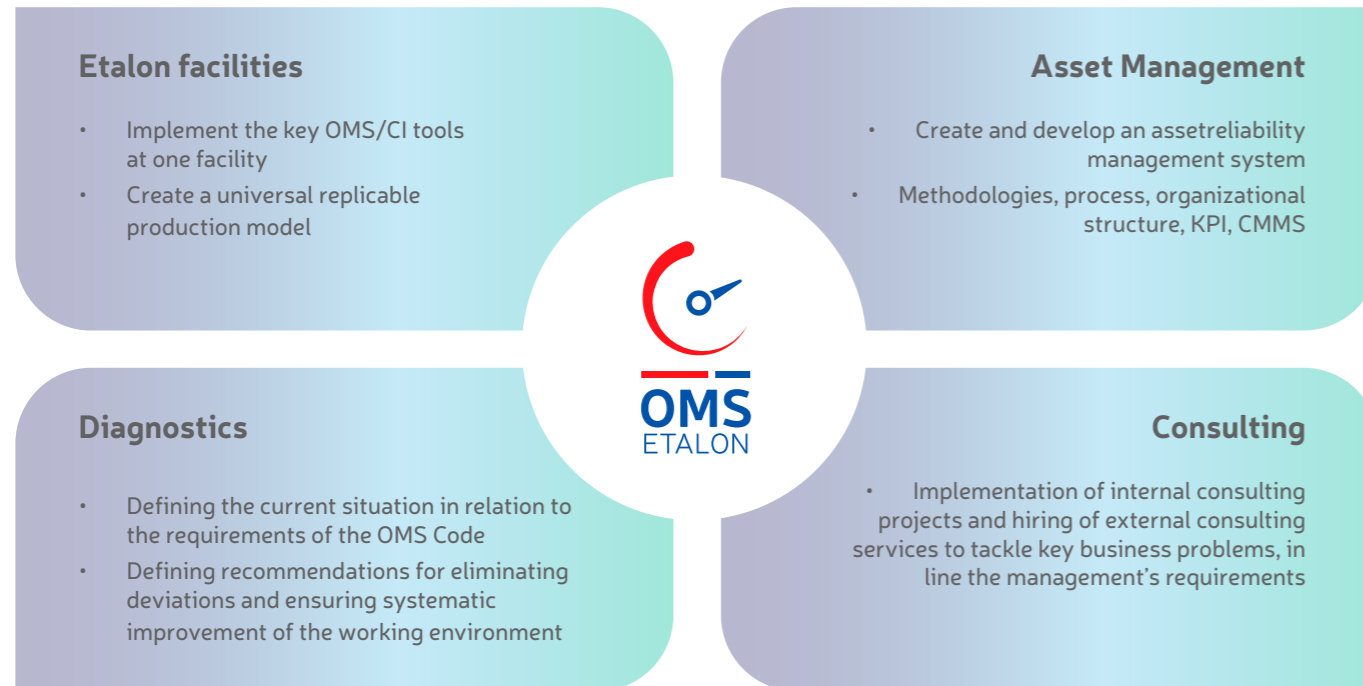 Etalon facilities
• Implement the key OMS/CI tools
at one facility
• Create a universal replicable
production model
Asset Management
• Create and develop an assetreliability
management system
• Methodologies, process, organizational
structure, KPI, CMMS
OMS
ETALON
Diagnostics
• Defining the current situation in relation to
the requirements of the OMS Code
• Defining recommendations for eliminating
deviations and ensuring systematic
improvement of the working environment
Consulting
• Implementation of internal consulting
projects and hiring of external consulting
services to tackle key business problems, in
line the management’s requirements